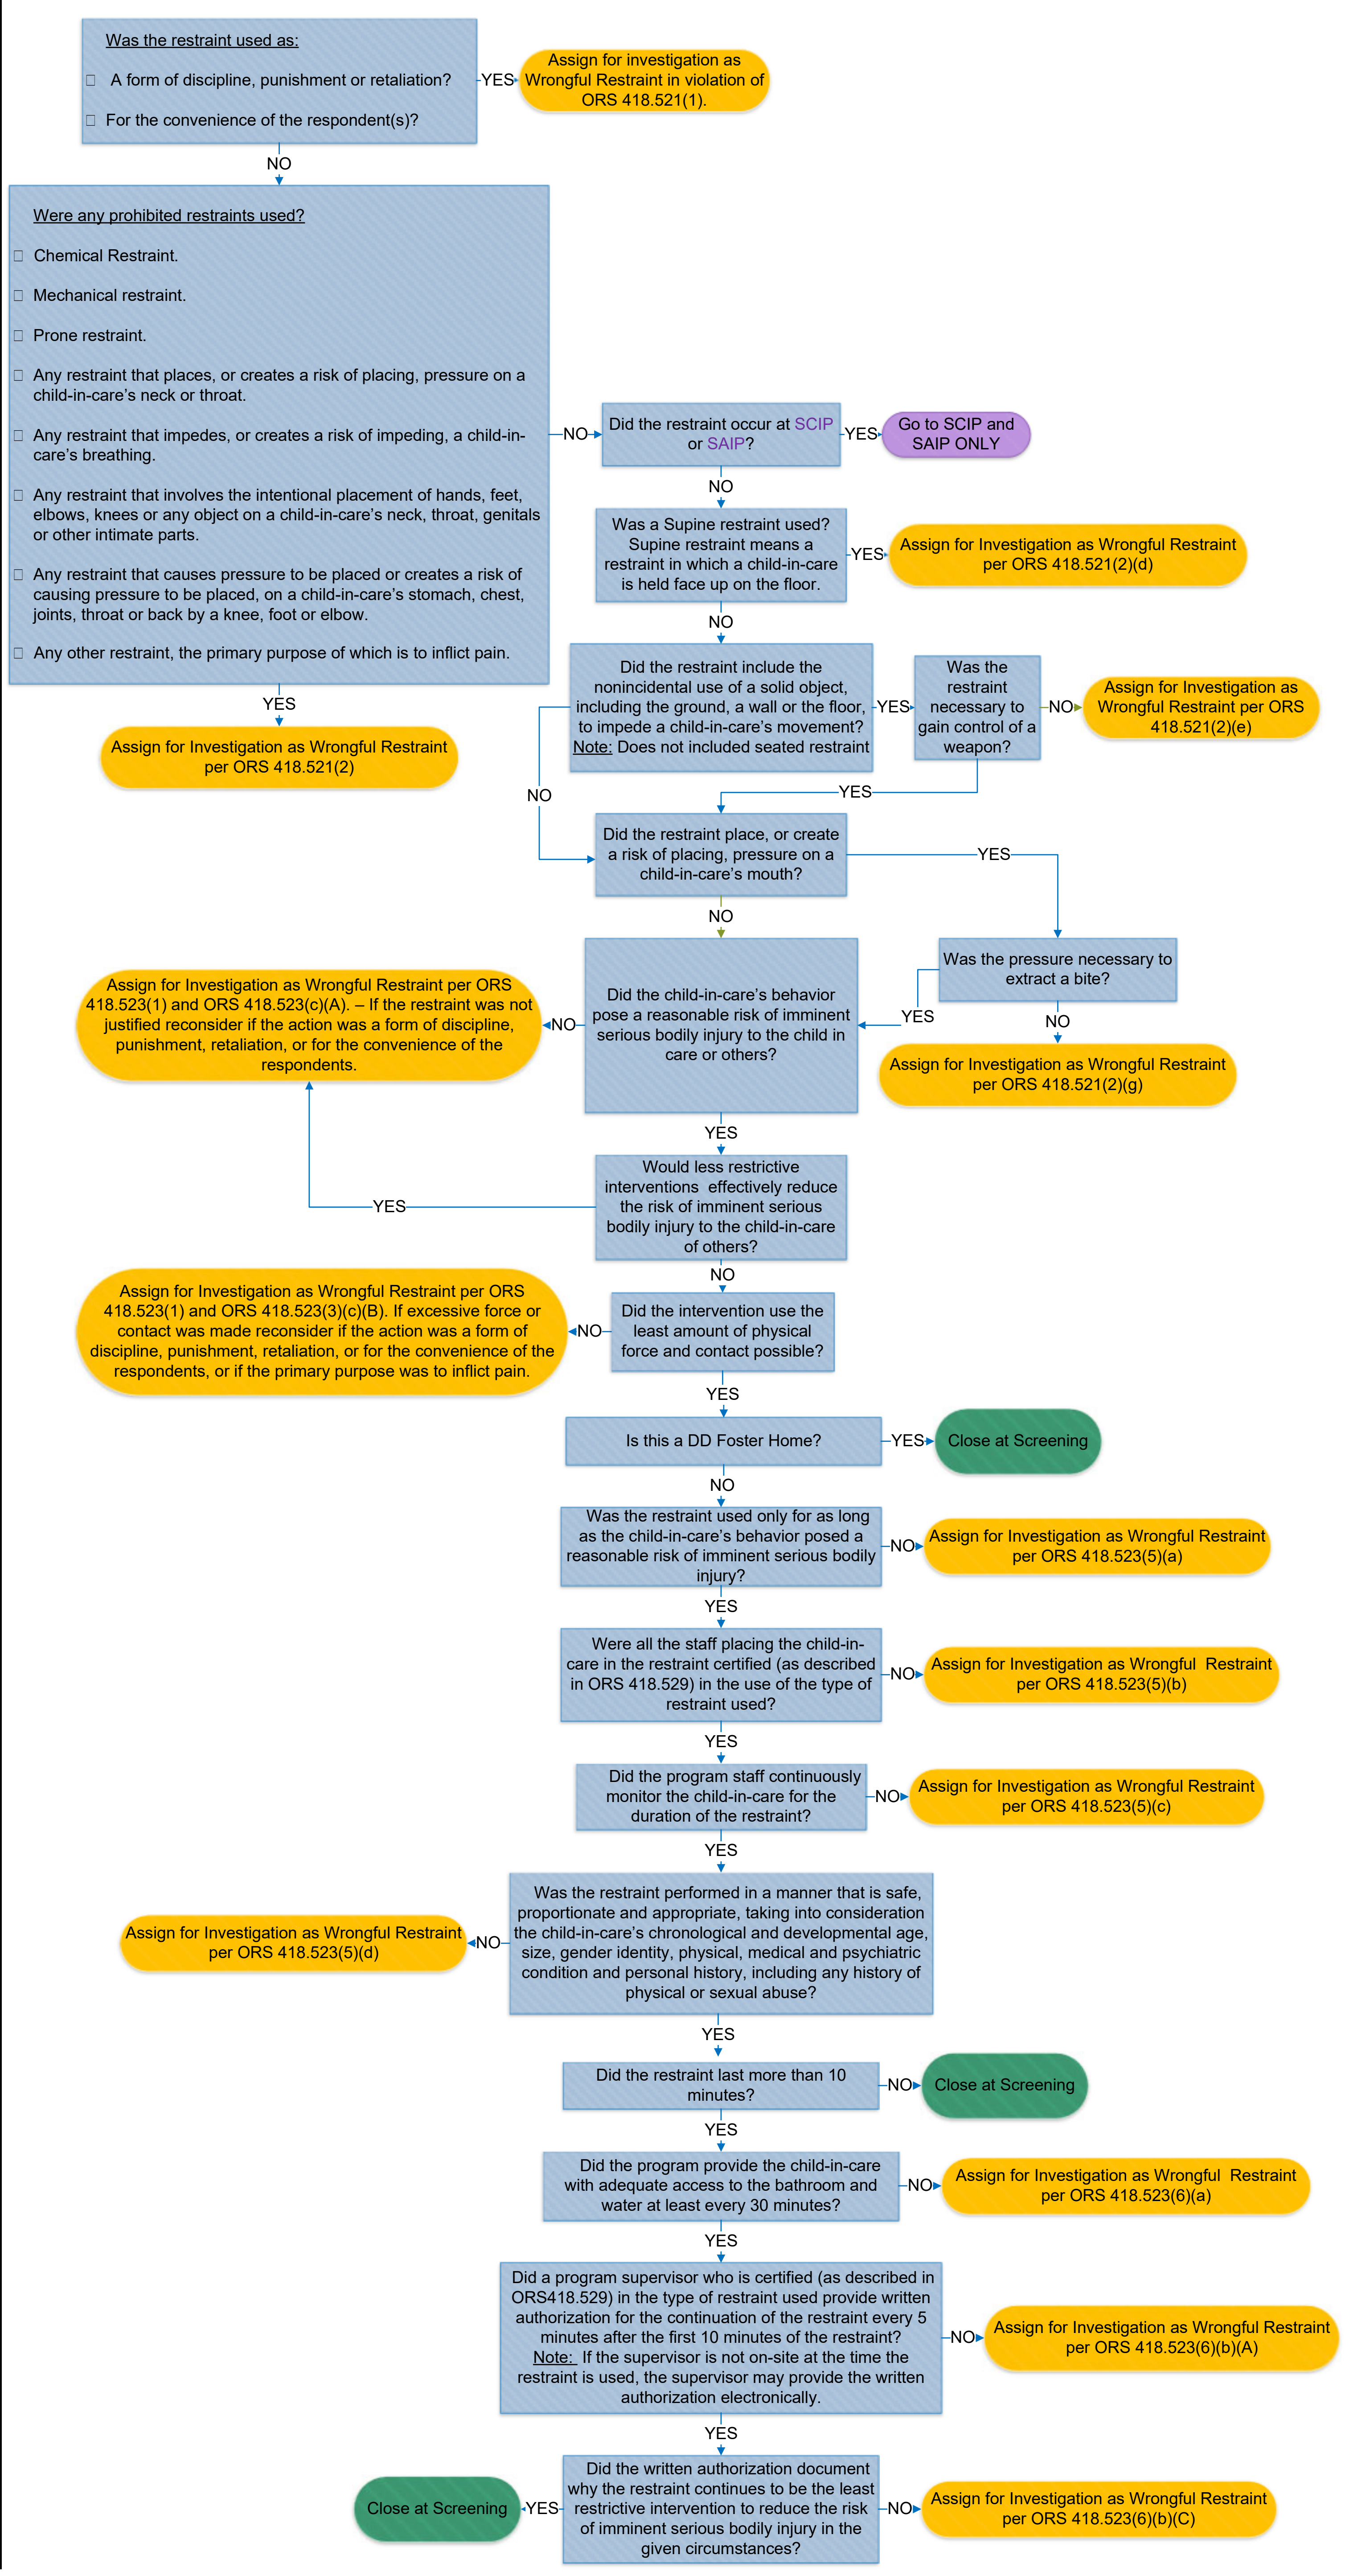 Was the restraint used as:
A form of discipline, punishment or retaliation?
For the convenience of the respondent(s)?
YES
Assign for investigation as
Wrongful Restraint in violation of
ORS 418.521(1).
NO
Were any prohibited restraints used?
Chemical Restraint.
Mechanical restraint.
Prone restraint.
Any restraint that places, or creates a risk of placing, pressure on a
child-in-care’s neck or throat.
Any restraint that impedes, or creates a risk of impeding, a child-in-
care’s breathing.
Any restraint that involves the intentional placement of hands, feet,
elbows, knees or any object on a child-in-care’s neck, throat, genitals
or other intimate parts.
Any restraint that causes pressure to be placed or creates a risk of
causing pressure to be placed, on a child-in-care’s stomach, chest,
joints, throat or back by a knee, foot or elbow.
Any other restraint, the primary purpose of which is to inflict pain.
YES
Assign for Investigation as Wrongful Restraint
per ORS 418.521(2)
NO
Did the restraint occur at SCIP
or SAIP?
YES
Go to SCIP and
SAIP ONLY
NO
Was a Supine restraint used?
Supine restraint means a
restraint in which a child-in-care
is held face up on the floor.
YES
Assign for Investigation as Wrongful Restraint
per ORS 418.521(2)(d)
NO
Did the restraint include the
nonincidental use of a solid object,
including the ground, a wall or the floor,
to impede a child-in-care’s movement?
Note: Does not included seated restraint
YES
Was the
restraint
necessary to
gain control of a
weapon?
NO
Assign for Investigation as
Wrongful Restraint per ORS
418.521(2)(e)
NO
YES
Did the restraint place, or create
a risk of placing, pressure on a
child-in-care’s mouth?
YES
NO
Was the pressure necessary to
extract a bite?
YES
NO
Assign for Investigation as Wrongful Restraint
per ORS 418.521(2)(g)
Did the child-in-care’s behavior
pose a reasonable risk of imminent
serious bodily injury to the child in
care or others?
NO
Assign for Investigation as Wrongful Restraint per ORS
418.523(1) and ORS 418.523(c)(A). – If the restraint was not
justified reconsider if the action was a form of discipline,
punishment, retaliation, or for the convenience of the
respondents.
YES
Would less restrictive
interventions  effectively reduce
the risk of imminent serious
bodily injury to the child-in-care
of others?
YES
NO
Did the intervention use the
least amount of physical
force and contact possible?
NO
Assign for Investigation as Wrongful Restraint per ORS
418.523(1) and ORS 418.523(3)(c)(B). If excessive force or
contact was made reconsider if the action was a form of
discipline, punishment, retaliation, or for the convenience of the
respondents, or if the primary purpose was to inflict pain.
YES
Is this a DD Foster Home?
YES
Close at Screening
NO
Was the restraint used only for as long
as the child-in-care’s behavior posed a
reasonable risk of imminent serious bodily
injury?
NO
Assign for Investigation as Wrongful Restraint
per ORS 418.523(5)(a)
YES
Were all the staff placing the child-in-
care in the restraint certified (as described
in ORS 418.529) in the use of the type of
restraint used?
NO
Assign for Investigation as Wrongful  Restraint
per ORS 418.523(5)(b)
YES
Did the program staff continuously
monitor the child-in-care for the
duration of the restraint?
NO
Assign for Investigation as Wrongful Restraint
per ORS 418.523(5)(c)
YES
Was the restraint performed in a manner that is safe,
proportionate and appropriate, taking into consideration
the child-in-care’s chronological and developmental age,
size, gender identity, physical, medical and psychiatric
condition and personal history, including any history of
physical or sexual abuse?
NO
Assign for Investigation as Wrongful Restraint
per ORS 418.523(5)(d)
YES
Did the restraint last more than 10
minutes?
NO
Close at Screening
YES
Did the program provide the child-in-care
with adequate access to the bathroom and
water at least every 30 minutes?
NO
Assign for Investigation as Wrongful  Restraint
per ORS 418.523(6)(a)
YES
Did a program supervisor who is certified (as described in
ORS418.529) in the type of restraint used provide written
authorization for the continuation of the restraint every 5
minutes after the first 10 minutes of the restraint?
Note:  If the supervisor is not on-site at the time the
restraint is used, the supervisor may provide the written
authorization electronically.
NO
Assign for Investigation as Wrongful Restraint
per ORS 418.523(6)(b)(A)
YES
Did the written authorization document
why the restraint continues to be the least
restrictive intervention to reduce the risk
of imminent serious bodily injury in the
given circumstances?
YES
Close at Screening
NO
Assign for Investigation as Wrongful Restraint
per ORS 418.523(6)(b)(C)